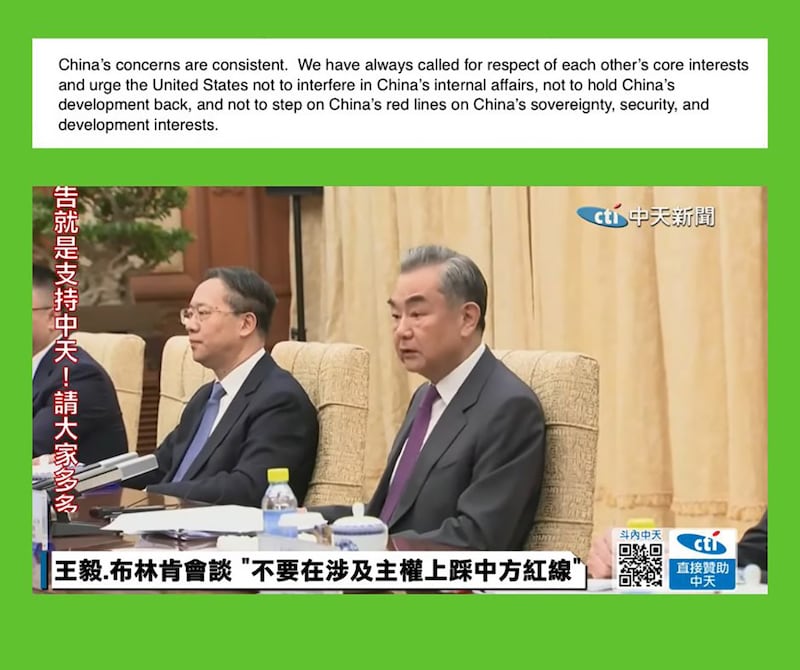 China’s concerns are consistent.  We have always called for respect of each other’s core interests
and urge the United States not to interfere in China’s internal affairs, not to hold China’s
development back, and not to step on China’s red lines on China’s sovereignty, security, and
development interests.
cti 中天新聞
告就是支持中天！請大家多多
斗內中天
cti
直接贊助
中天
王毅.布林肯會談 "不要在涉及主權上踩中方紅線"